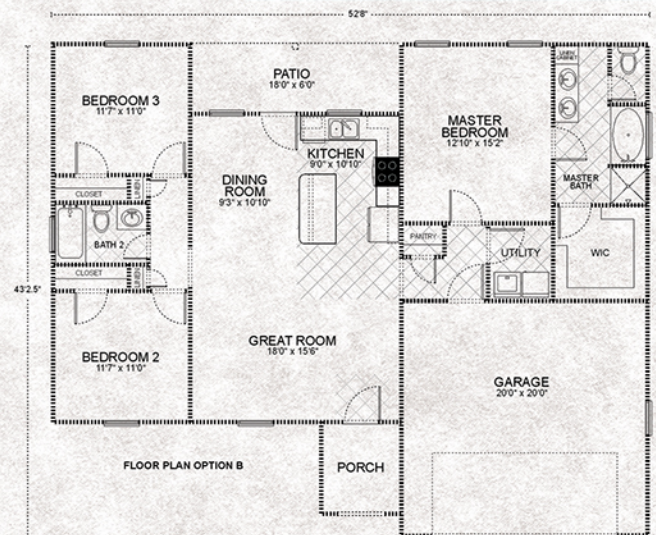 52'8"
PATIO
18'0" x 6'0"
BEDROOM 3
11'7" x 11'0"
LINEN/
CABINET
MASTER
BEDROOM
12'10" x 15'2"
KITCHEN
9'0" x 10'10"
DINING
ROOM
9'3" x 10'10"
MASTER
BATH
CLOSET
LINEN
BATH 2
PANTRY
UTILITY
WIC
CLOSET
LINEN
43'2.5"
GREAT ROOM
18'0" x 15'6"
BEDROOM 2
11'7" x 11'0"
GARAGE
20'0" x 20'0"
FLOOR PLAN OPTION B
PORCH